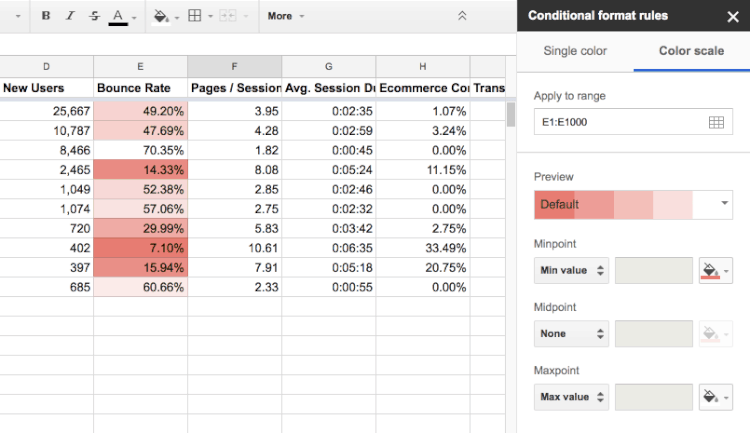 B I S A More
Conditional format rules
Single color Color scale
Apply to range
E1:E1000
Preview
Default
Minpoint
Min value
Midpoint
None
Maxpoint
Max value
D E F G H
New Users Bounce Rate Pages / Session Avg. Session Du Ecommerce Co Trans
25,667 49.20% 3.95 0:02:35 1.07%
10,787 47.69% 4.28 0:02:59 3.24%
8,466 70.35% 1.82 0:00:45 0.00%
2,465 14.33% 8.08 0:05:24 11.15%
1,049 52.38% 2.85 0:02:46 0.00%
1,074 57.06% 2.75 0:02:32 0.00%
720 29.99% 5.83 0:03:42 2.75%
402 7.10% 10.61 0:06:35 33.49%
397 15.94% 7.91 0:05:18 20.75%
685 60.66% 2.33 0:00:55 0.00%